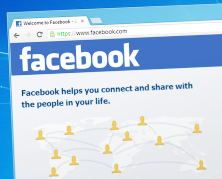 Welcome to Facebook -
https://www.facebook.com
facebook
Facebook helps you connect and share with
the people in your life.